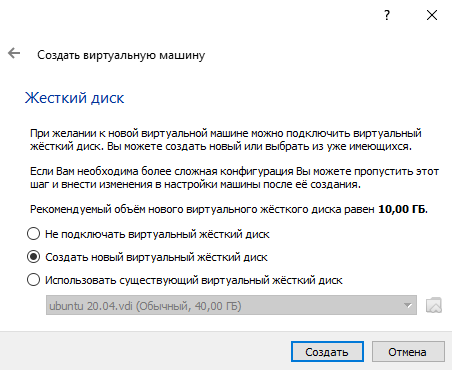 ?
Создать виртуальную машину
Жесткий диск
При желании к новой виртуальной машине можно подключить виртуальный
жёсткий диск. Вы можете создать новый или выбрать из уже имеющихся.
Если Вам необходима более сложная конфигурация Вы можете пропустить этот
шаг и внести изменения в настройки машины после её создания.
Рекомендуемый объём нового виртуального жёсткого диска равен 10,00 ГБ.
Не подключать виртуальный жёсткий диск
Создать новый виртуальный жёсткий диск
Использовать существующий виртуальный жёсткий диск
ubuntu 20.04.vdi (Обычный, 40,00 ГБ)
Создать
Отмена